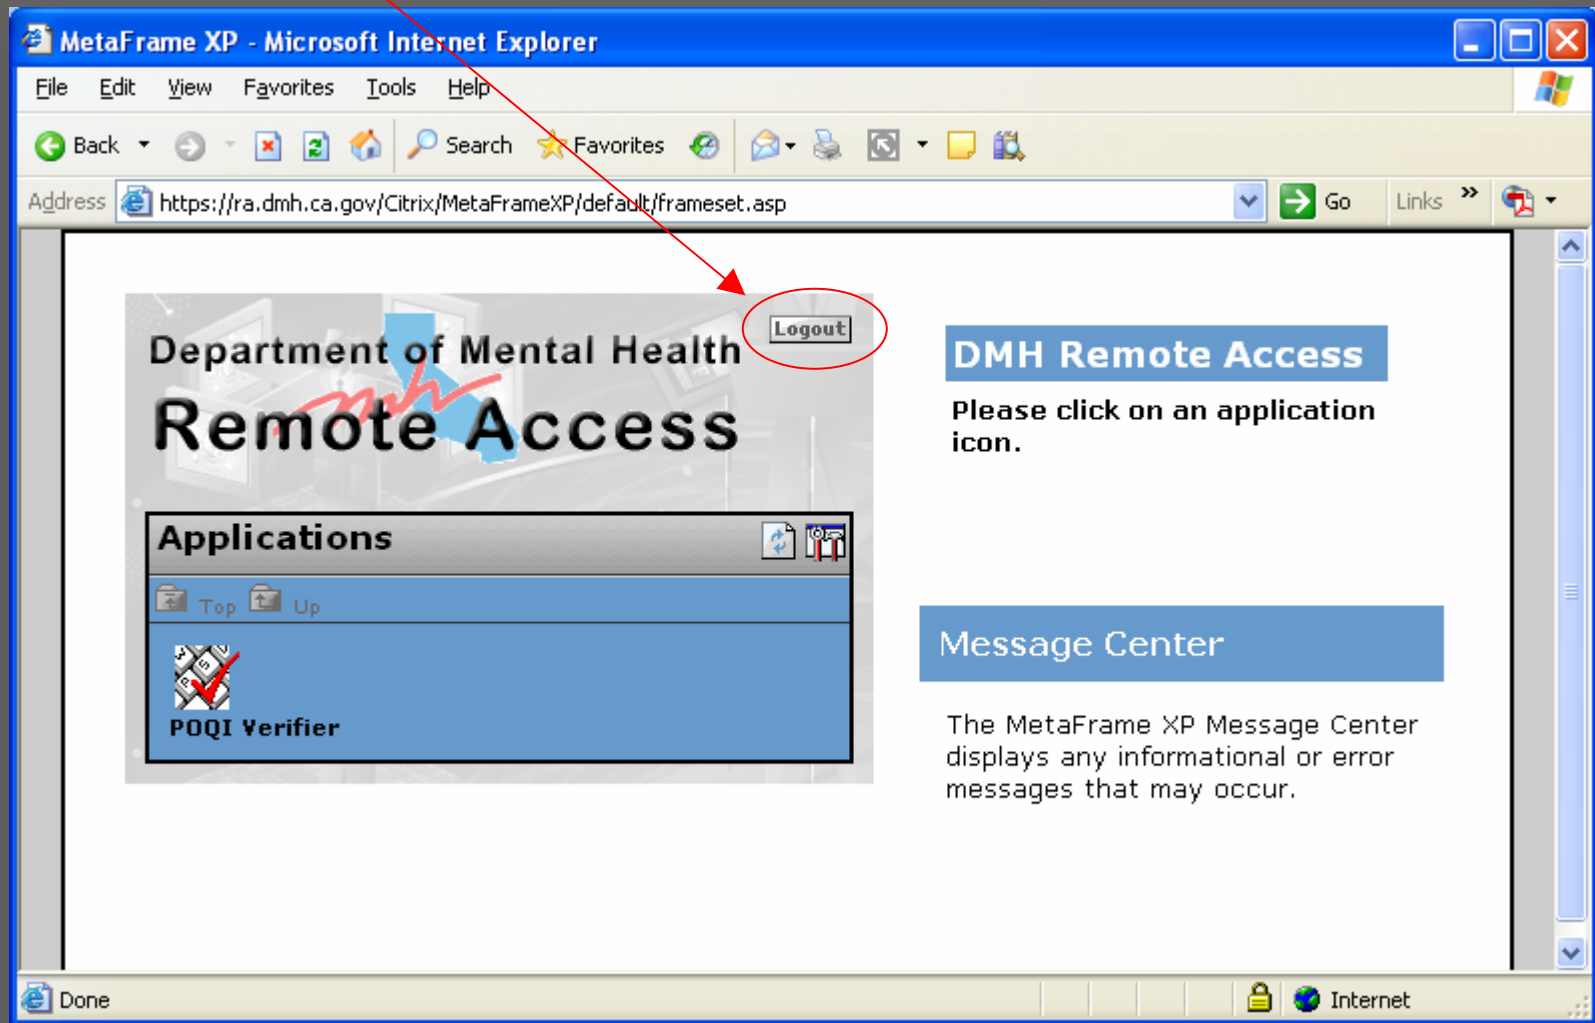 MetaFrame XP - Microsoft Internet Explorer
File Edit View Favorites Tools Help
Back Search Favorites
Address https://ra.dmh.ca.gov/Citrix/MetaFrameXP/default/frameset.asp Go Links »
Logout
Department of Mental Health
Remote Access
DMH Remote Access
Please click on an application
icon.
Applications
Top Up
POQI Verifier
Message Center
The MetaFrame XP Message Center
displays any informational or error
messages that may occur.
Done Internet